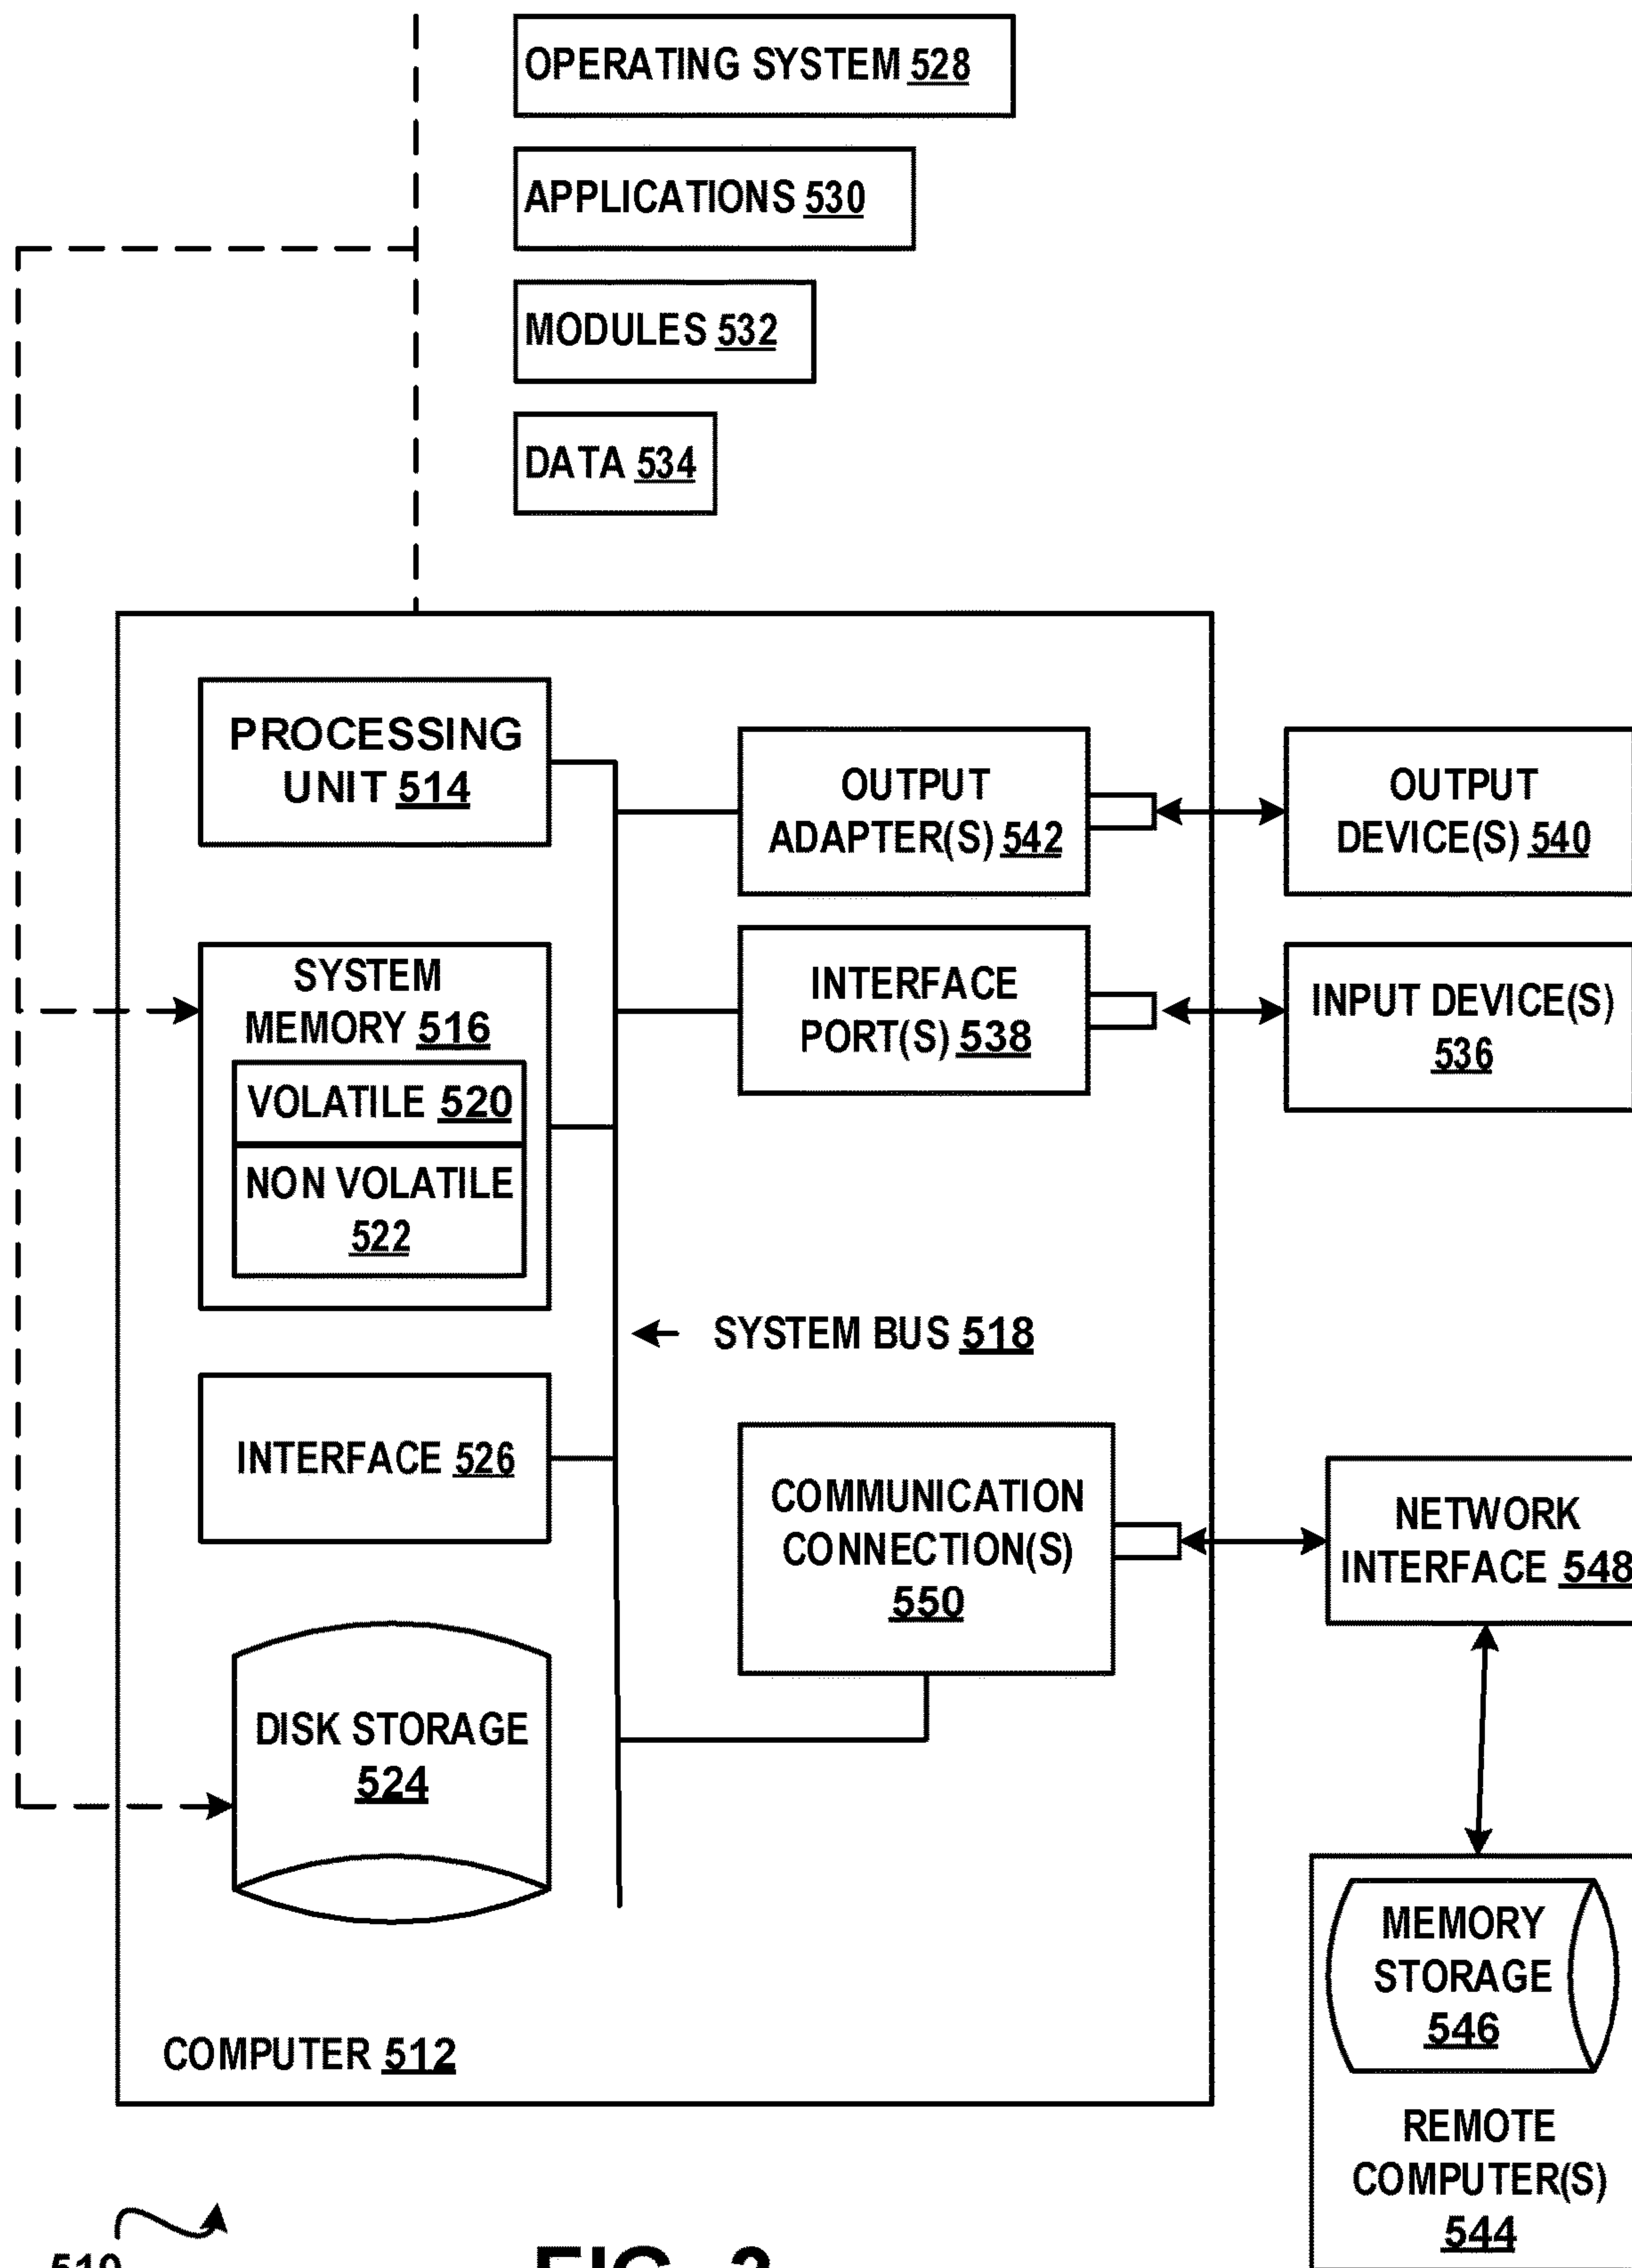 OPERATING SYSTEM 528
APPLICATIONS 530
MODULES 532
DATA 534
PROCESSING
UNIT 514
OUTPUT
ADAPTER(S) 542
OUTPUT
DEVICE(S) 540
SYSTEM
MEMORY 516
VOLATILE 520
NON VOLATILE
522
INTERFACE
PORT(S) 538
INPUT DEVICE(S)
536
SYSTEM BUS 518
INTERFACE 526
COMMUNICATION
CONNECTION(S)
550
NETWORK
INTERFACE 548
DISK STORAGE
524
MEMORY
STORAGE
546
REMOTE
COMPUTER(S)
544
COMPUTER 512
FIG.